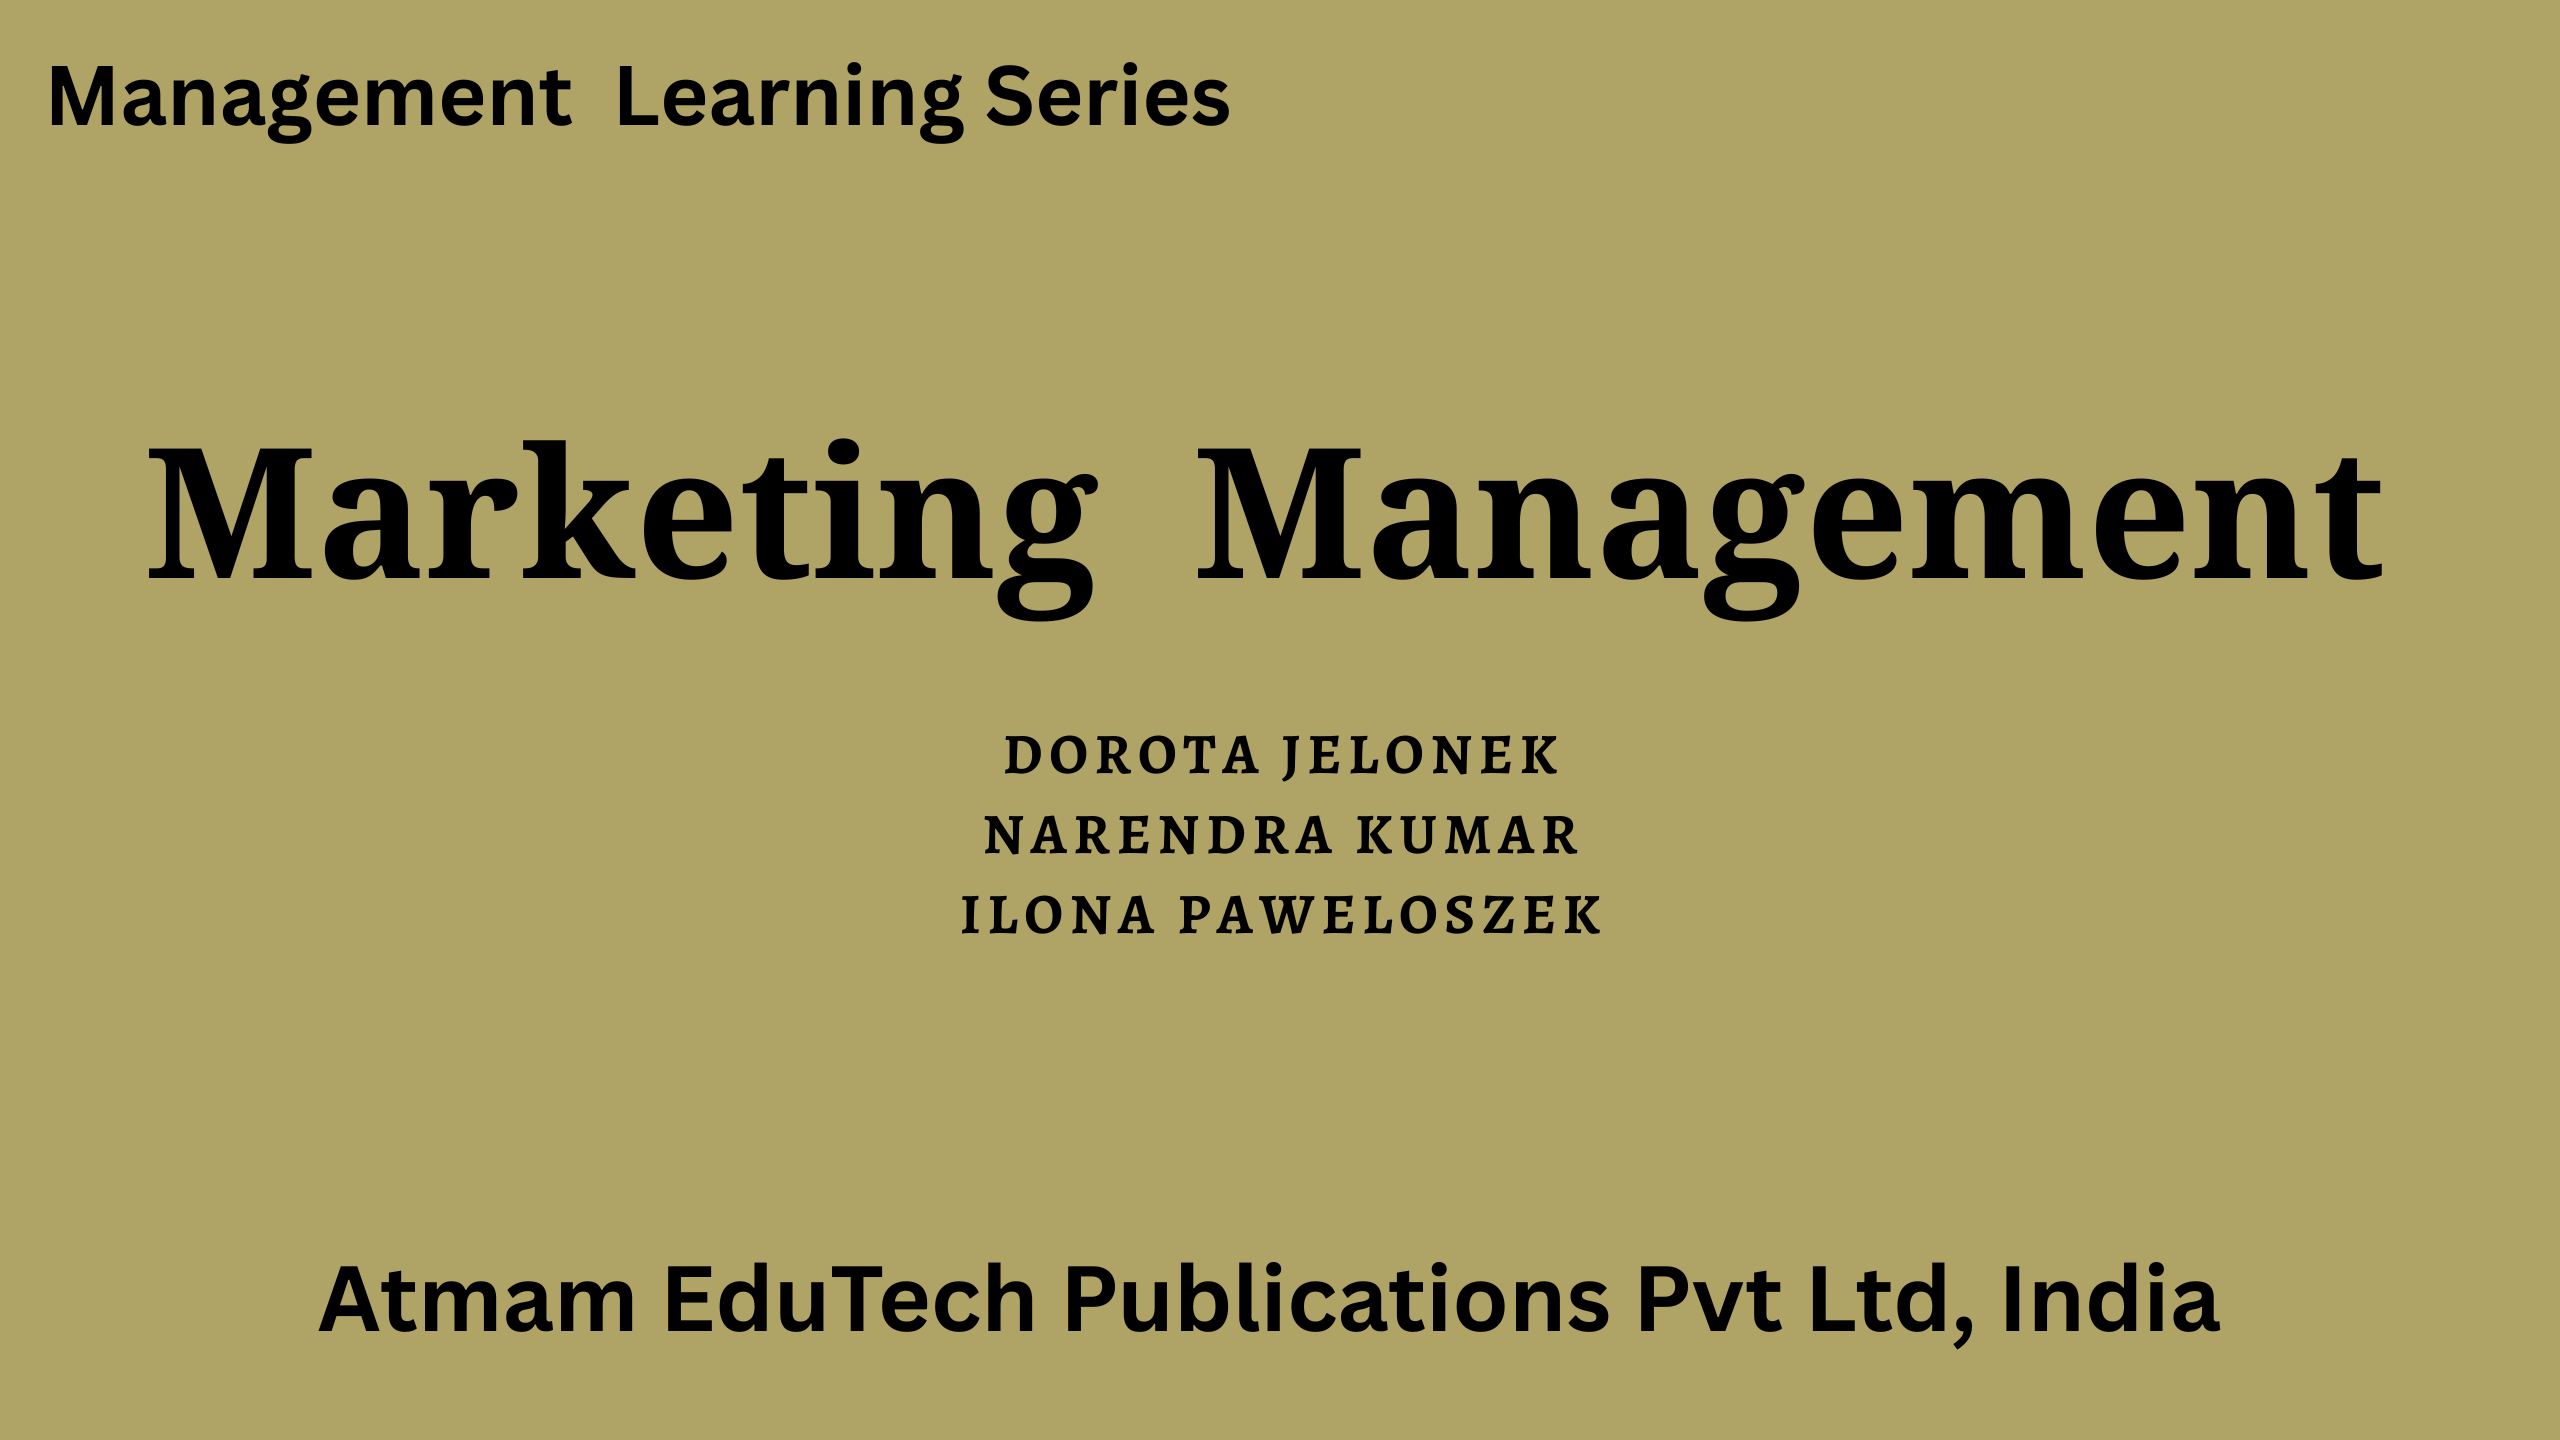 Management Learning Series
Marketing Management
DOROTA JELONEK
NARENDRA KUMAR
ILONA PAWELOSZEK
Atmam EduTech Publications Pvt Ltd, India